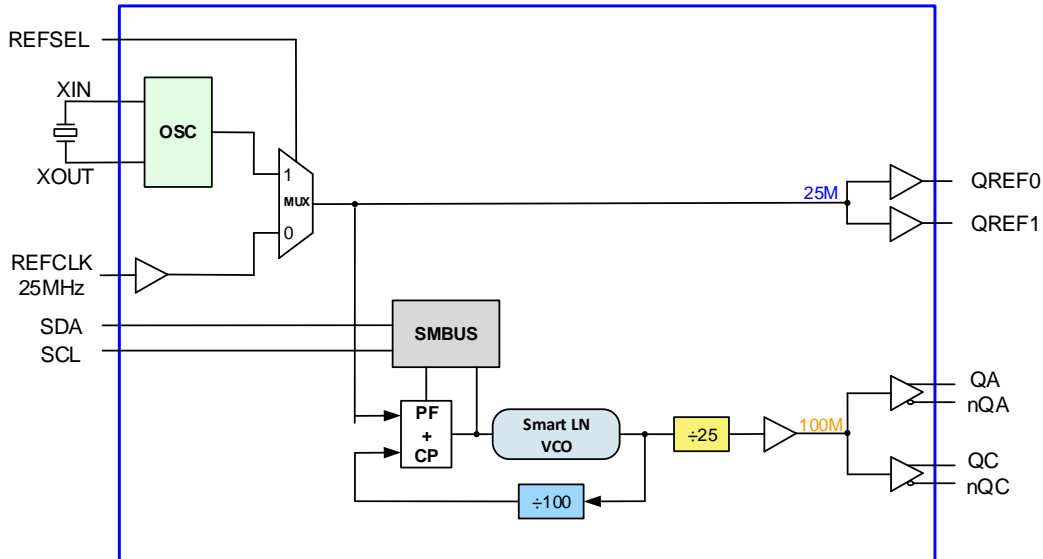 REFSEL
XIN
OSC
XOUT
1
MUX
0
25M
QREF0
QREF1
REFCLK
25MHz
SDA
SCL
SMBUS
PF
+
CP
Smart LN
VCO
÷25
100M
÷100
QA
nQA
QC
nQC